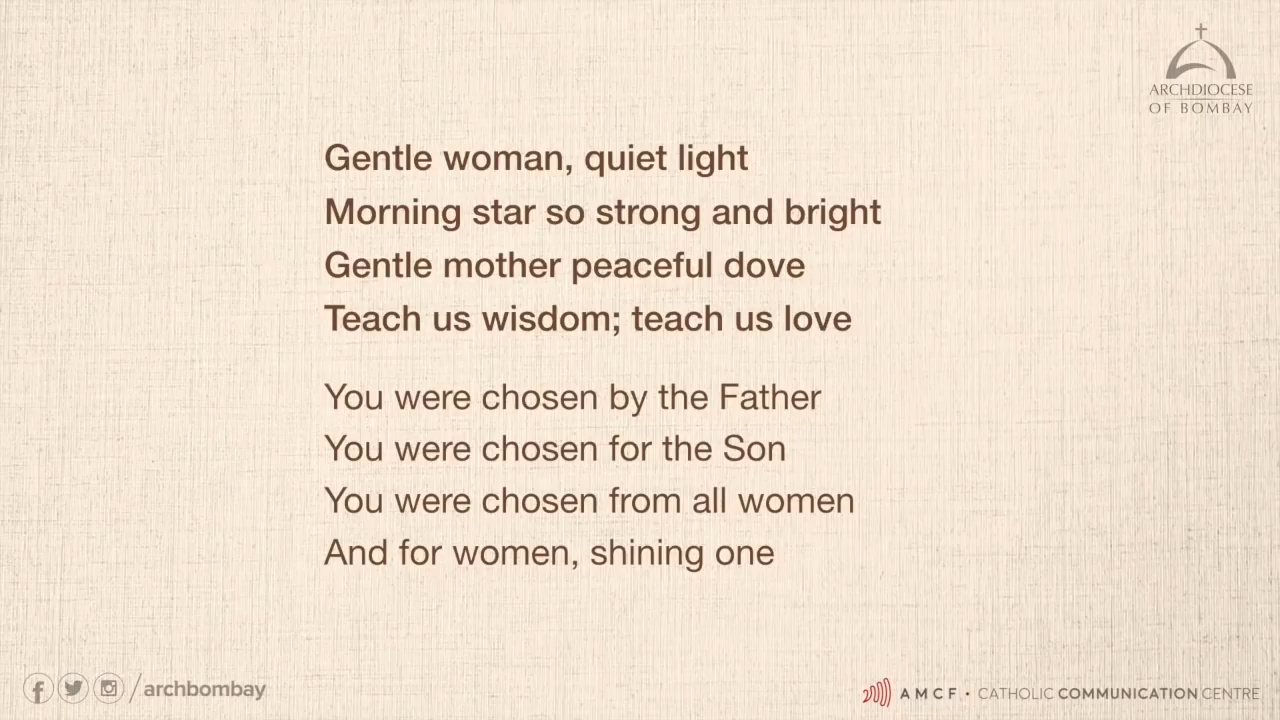 ARCHDIOCESE
OF BOMBAY
Gentle woman, quiet light
Morning star so strong and bright
Gentle mother peaceful dove
Teach us wisdom; teach us love
You were chosen by the Father
You were chosen for the Son
You were chosen from all women
And for women, shining one
/archbombay
AMCF • CATHOLIC COMMUNICATION CENTRE